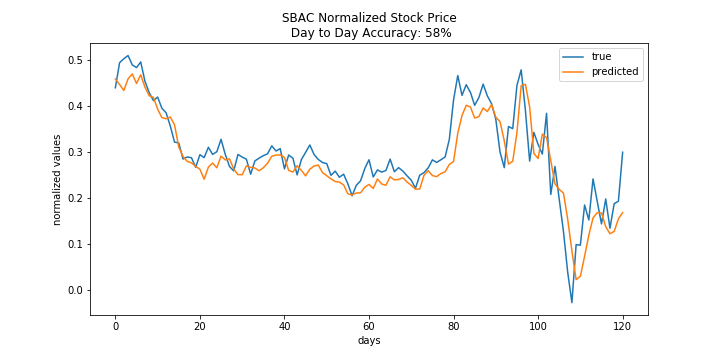 SBAC Normalized Stock Price
Day to Day Accuracy: 58%
true
predicted
normalized values
0.5
0.4
0.3
0.2
0.1
0.0
0 20 40 60 80 100 120
days